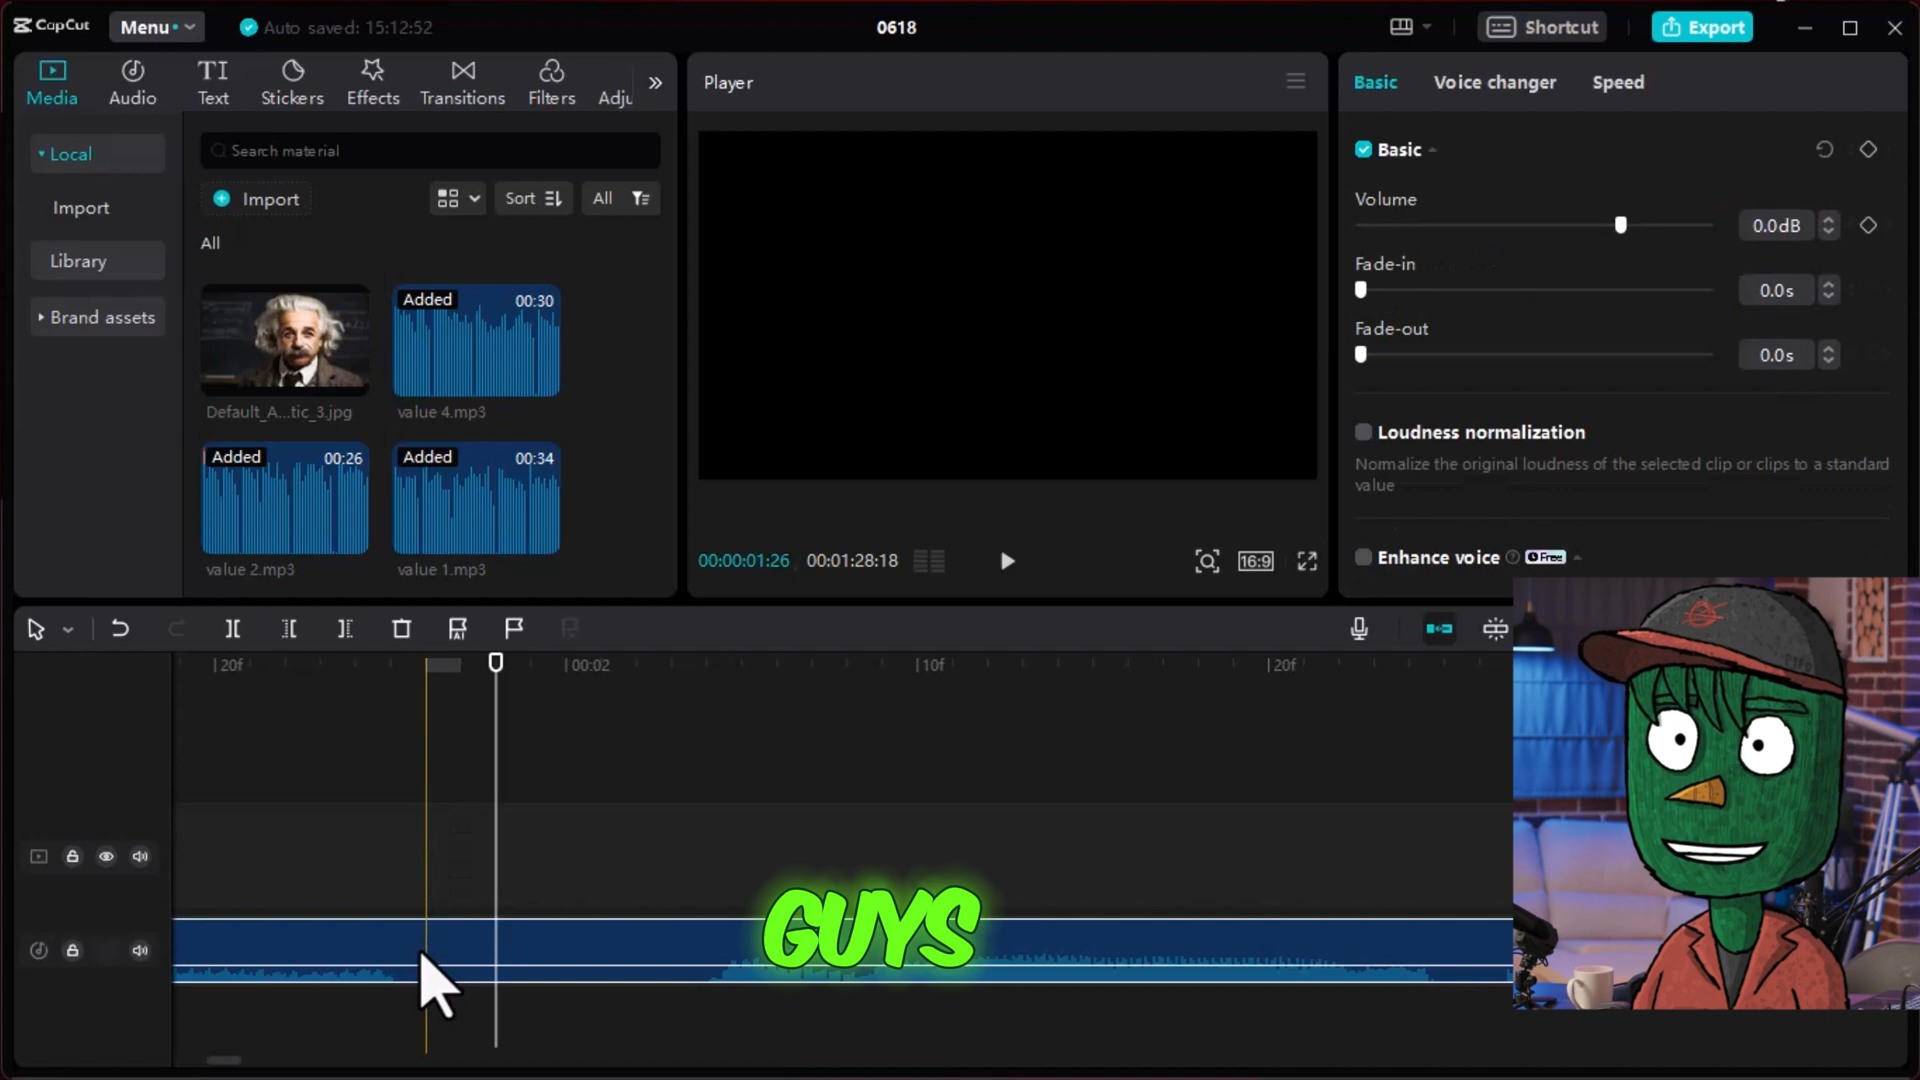 CapCut
Menu
Auto saved: 15:12:52
0618
Shortcut
Export
Media
Audio
TI
Text
Stickers
Effects
Transitions
Filters
Adju
Player
Basic
Voice changer
Speed
Local
Import
Library
Brand assets
Search material
Import
Sort
All
All
Added
00:30
Default_A...tic_3.jpg
value 4.mp3
Added
00:26
Added
00:34
value 2.mp3
value 1.mp3
00:00:01:26
00:01:28:18
16:9
Basic
Volume
0.0dB
Fade-in
0.0s
Fade-out
0.0s
Loudness normalization
Normalize the original loudness of the selected clip or clips to a standard
value
Enhance voice
Free
20f
00:02
10f
20f
GUYS